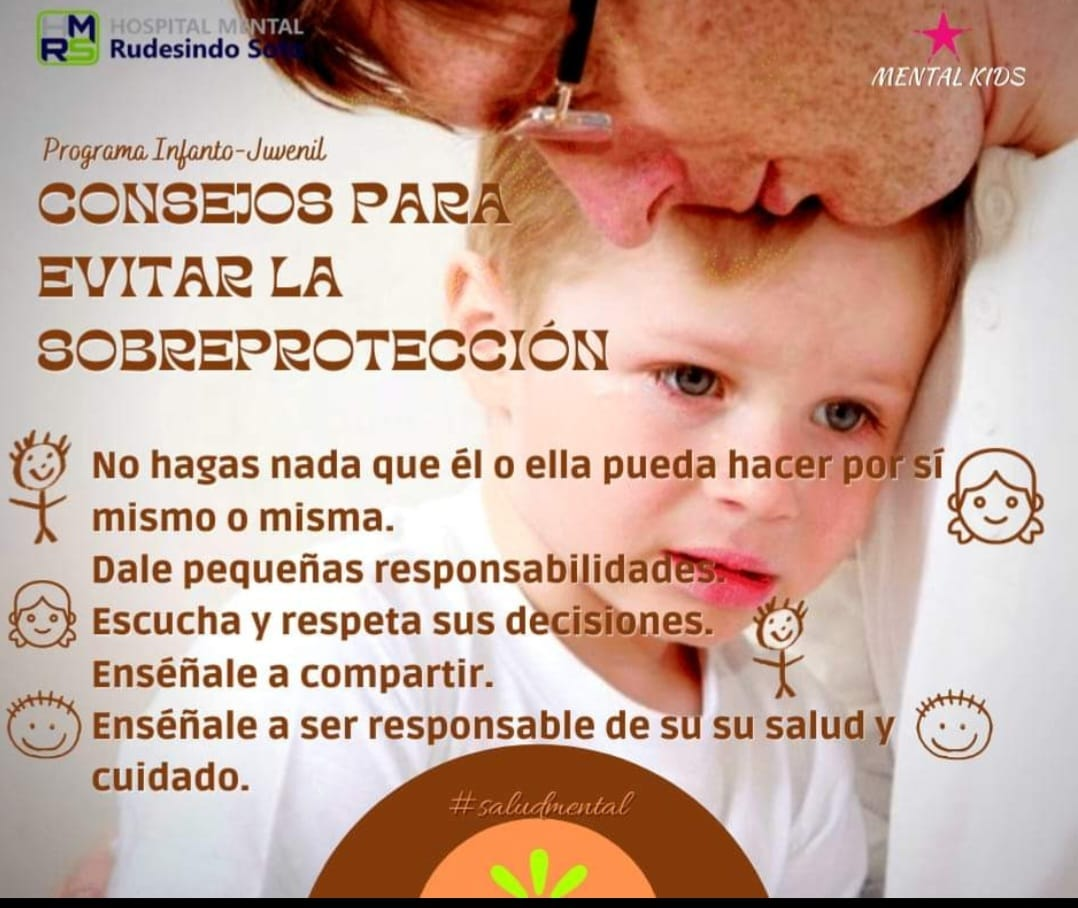 HOSPITAL MENTAL
Rudesindo Soto
MENTAL KIDS
Programa Infanto-Juvenil
CONSEJOS PARA
EVITAR LA
SOBREPROTECCIÓN
No hagas nada que él o ella pueda hacer por sí
mismo o misma.
Dale pequeñas responsabilidades.
Escucha y respeta sus decisiones.
Enséñale a compartir.
Enséñale a ser responsable de su su salud y
cuidado.
#saludmental